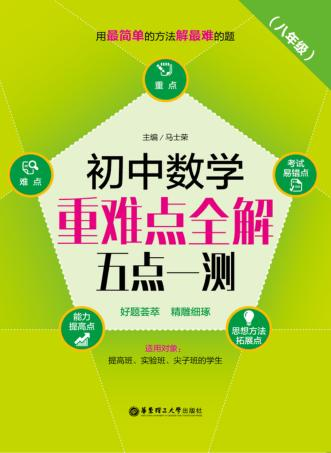 用最简单的方法解最难的题
（八年级）
重点
主编／马士荣
难点
考试
易错点
初中数学
重难点全解
五点一测
好题荟萃 精雕细琢
能力
提高点
思想方法
拓展点
适用对象：
提高班、实验班、尖子班的学生
華東理工大學出版社